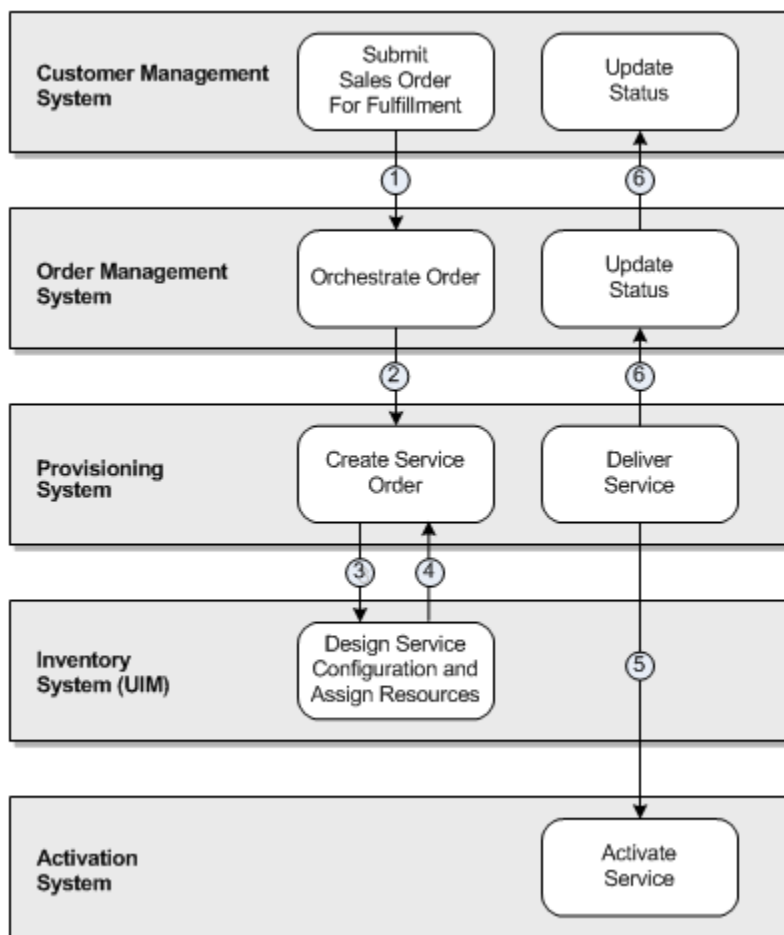 Customer Management
System
Submit
Sales Order
For Fulfillment
Update
Status
1
6
Order Management
System
Orchestrate Order
Update
Status
2
6
Provisioning
System
Create Service
Order
Deliver
Service
3
4
Inventory
System (UIM)
Design Service
Configuration and
Assign Resources
5
Activation
System
Activate
Service